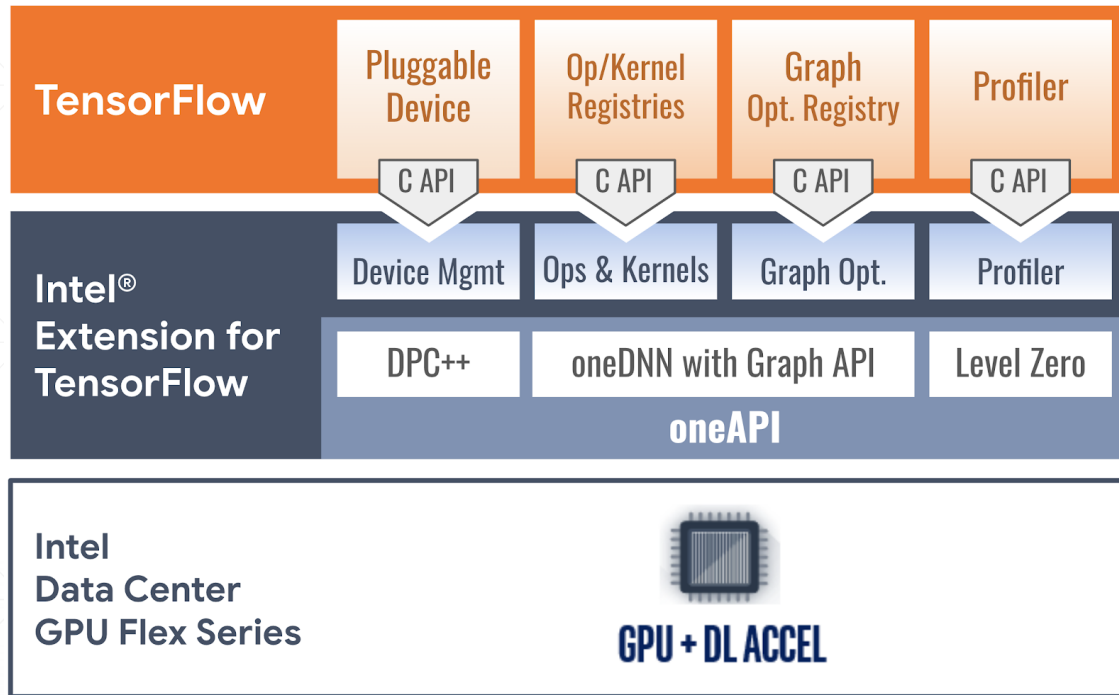 TensorFlow
Pluggable
Device
Op/Kernel
Registries
Graph
Opt. Registry
Profiler
C API
C API
C API
C API
Intel®
Extension for
TensorFlow
Device Mgmt
Ops & Kernels
Graph Opt.
Profiler
DPC++
oneDNN with Graph API
Level Zero
oneAPI
Intel
Data Center
GPU Flex Series
GPU + DL ACCEL